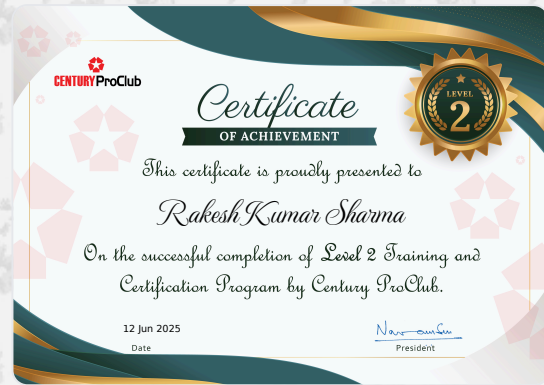 CENTURY ProClub
LEVEL
2
Certificate
OF ACHIEVEMENT
This certificate is proudly presented to
Rakesh Kumar Sharma
On the successful completion of Level 2 Training and
Certification Program by Century ProClub.
12 Jun 2025
Date
President